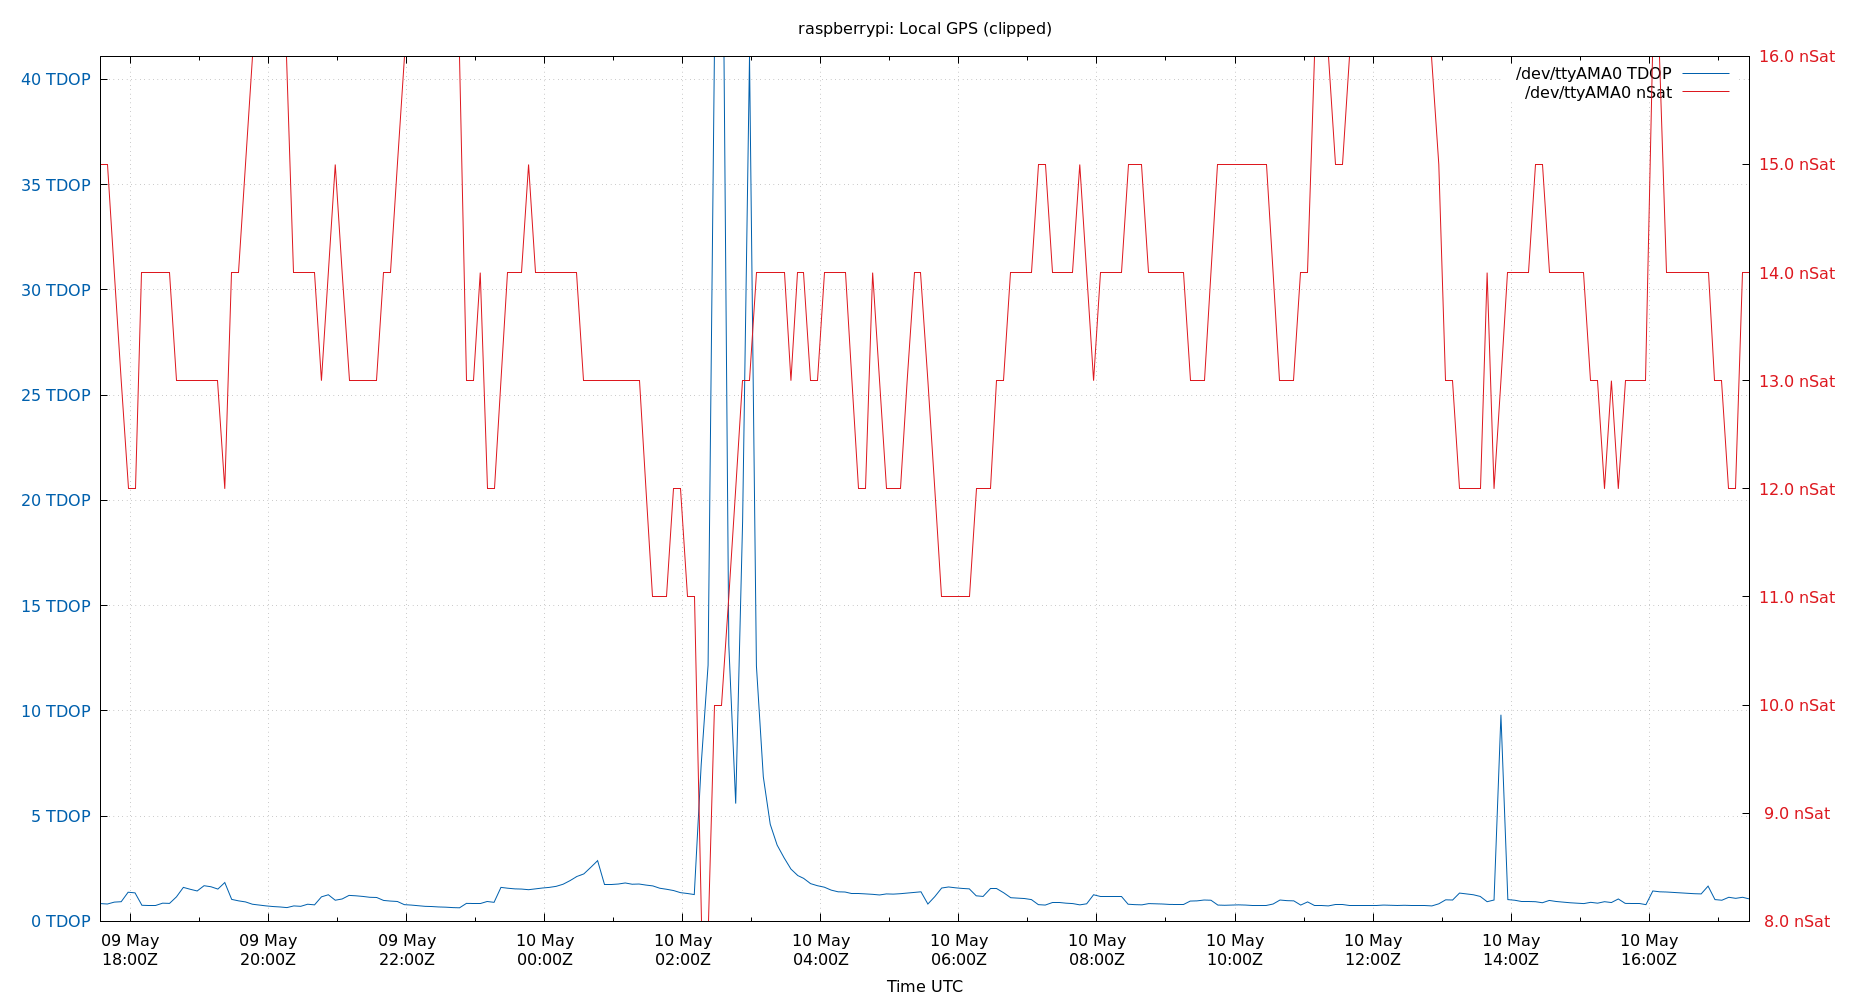 raspberrypi: Local GPS (clipped)
40 TDOP
35 TDOP
30 TDOP
25 TDOP
20 TDOP
15 TDOP
10 TDOP
5 TDOP
0 TDOP
/dev/ttyAMA0 TDOP
/dev/ttyAMA0 nSat
16.0 nSat
15.0 nSat
14.0 nSat
13.0 nSat
12.0 nSat
11.0 nSat
10.0 nSat
9.0 nSat
8.0 nSat
09 May
18:00Z
09 May
20:00Z
09 May
22:00Z
10 May
00:00Z
10 May
02:00Z
10 May
04:00Z
10 May
06:00Z
10 May
08:00Z
10 May
10:00Z
10 May
12:00Z
10 May
14:00Z
10 May
16:00Z
Time UTC